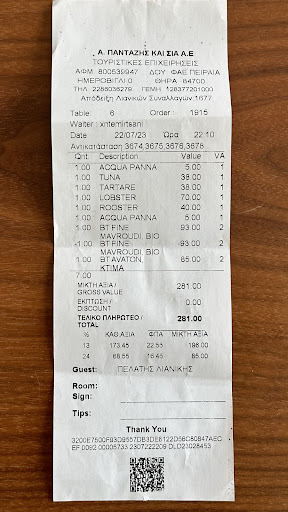 Α. ΠΑΝΤΑΖΗΣ ΚΑΙ ΣΙΑ Α.Ε
ΤΟΥΡΙΣΤΙΚΕΣ ΕΠΙΧΕΙΡΗΣΕΙΣ
ΑΦΜ 800539947 ΔΟΥ ΦΑΕ ΠΕΙΡΑΙΑ
ΗΜΕΡΟΒΙΓΛΙ 0 ΘΗΡΑ 84700
ΤΗΛ 2286036279 ΓΕΜΗ 128377201000
Απόδειξη Λιανικών Συναλλαγών 1677
Table: 6 Order : 1915
Waiter : xntemirtsani
Date 22/07/23 Ώρα 22:10
Αντικατάσταση 3674,3675,3676,3678
Qnt Description Value VA
1.00 ACQUA PANNA 5.00 1
1.00 TUNA 38.00 1
1.00 TARTARE 38.00 1
1.00 LOBSTER 70.00 1
1.00 ROOSTER 40.00 1
1.00 ACQUA PANNA 5.00 1
1.00 BT FINE 93.00 2
MAVROUDI, BIO
-1.00 BT FINE 93.00 2
MAVROUDI, BIO
1.00 BT AVATON, 85.00 2
KTIMA
7.00
ΜΙΚΤΗ ΑΞΙΑ / 281.00
GROSS VALUE
ΕΚΠΤΩΣΗ / 0.00
DISCOUNT
ΤΕΛΙΚΟ ΠΛΗΡΩΤΕΟ / 281.00
TOTAL
% ΚΑΘ.ΑΞΙΑ ΦΠΑ ΜΙΚΤΗ ΑΞΙΑ
13 173.45 22.55 196.00
24 68.55 16.45 85.00
Guest: ΠΕΛΑΤΗΣ ΛΙΑΝΙΚΗΣ
Room:
Sign:
Tips:
Thank You